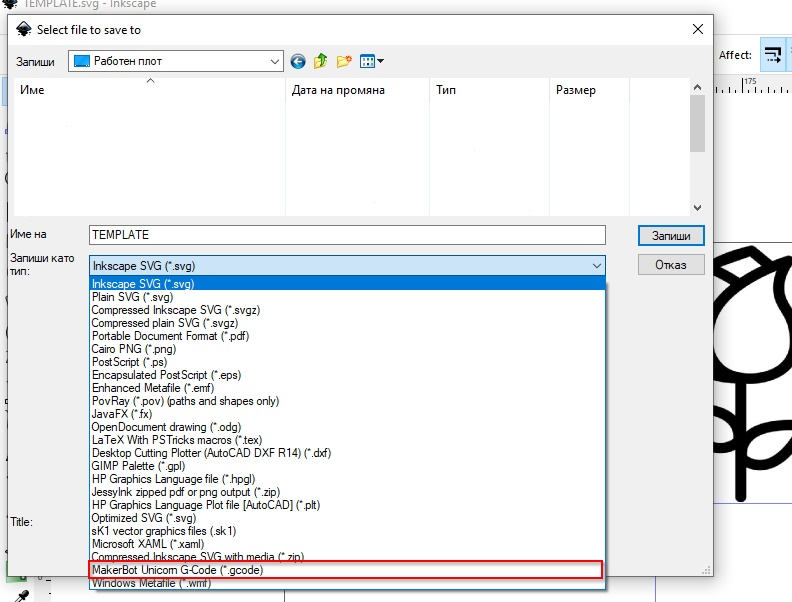 TEMPLATE.svg - Inkscape
Select file to save to
Запиши
Работен плот
Affect:
175
Име
Дата на промяна
Тип
Размер
Име на
TEMPLATE
Запиши
Запиши като
тип:
Inkscape SVG (*.svg)
Отказ
Inkscape SVG (*.svg)
Plain SVG (*.svg)
Compressed Inkscape SVG (*.svgz)
Compressed plain SVG (*.svgz)
Portable Document Format (*.pdf)
Cairo PNG (*.png)
PostScript (*.ps)
Encapsulated PostScript (*.eps)
Enhanced Metafile (*.emf)
PovRay (*.pov) (paths and shapes only)
JavaFX (*.fx)
OpenDocument drawing (*.odg)
LaTeX With PSTricks macros (*.tex)
Desktop Cutting Plotter (AutoCAD DXF R14) (*.dxf)
GIMP Palette (*.gpl)
HP Graphics Language file (*.hpgl)
JessyInk zipped pdf or png output (*.zip)
HP Graphics Language Plot file [AutoCAD] (*.plt)
Optimized SVG (*.svg)
sK1 vector graphics files (.sk1)
Microsoft XAML (*.xaml)
Compressed Inkscape SVG with media (*.zip)
MakerBot Unicorn G-Code (*.gcode)
Windows Metafile (*.wmf)
Title: